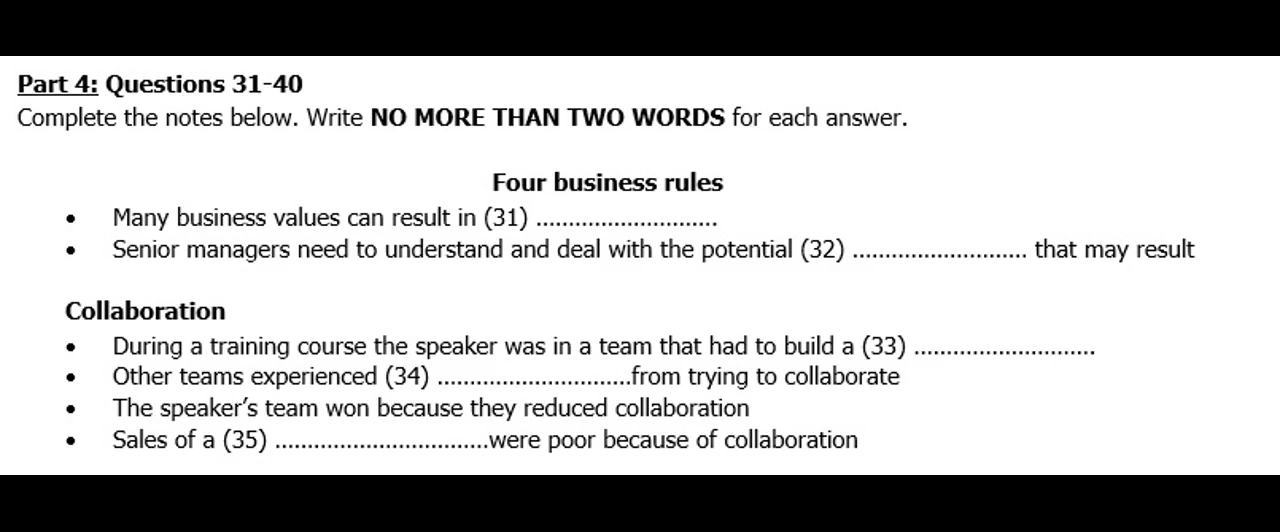 Part 4: Questions 31-40
Complete the notes below. Write NO MORE THAN TWO WORDS for each answer.
Four business rules
• Many business values can result in (31) ............................
• Senior managers need to understand and deal with the potential (32) ........................... that may result
Collaboration
• During a training course the speaker was in a team that had to build a (33) ............................
• Other teams experienced (34) ..............................from trying to collaborate
• The speaker’s team won because they reduced collaboration
• Sales of a (35) .................................were poor because of collaboration